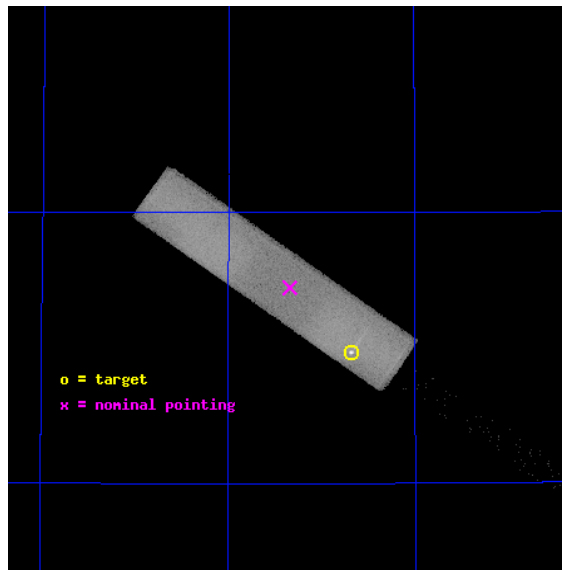 o = target
x = nominal pointing